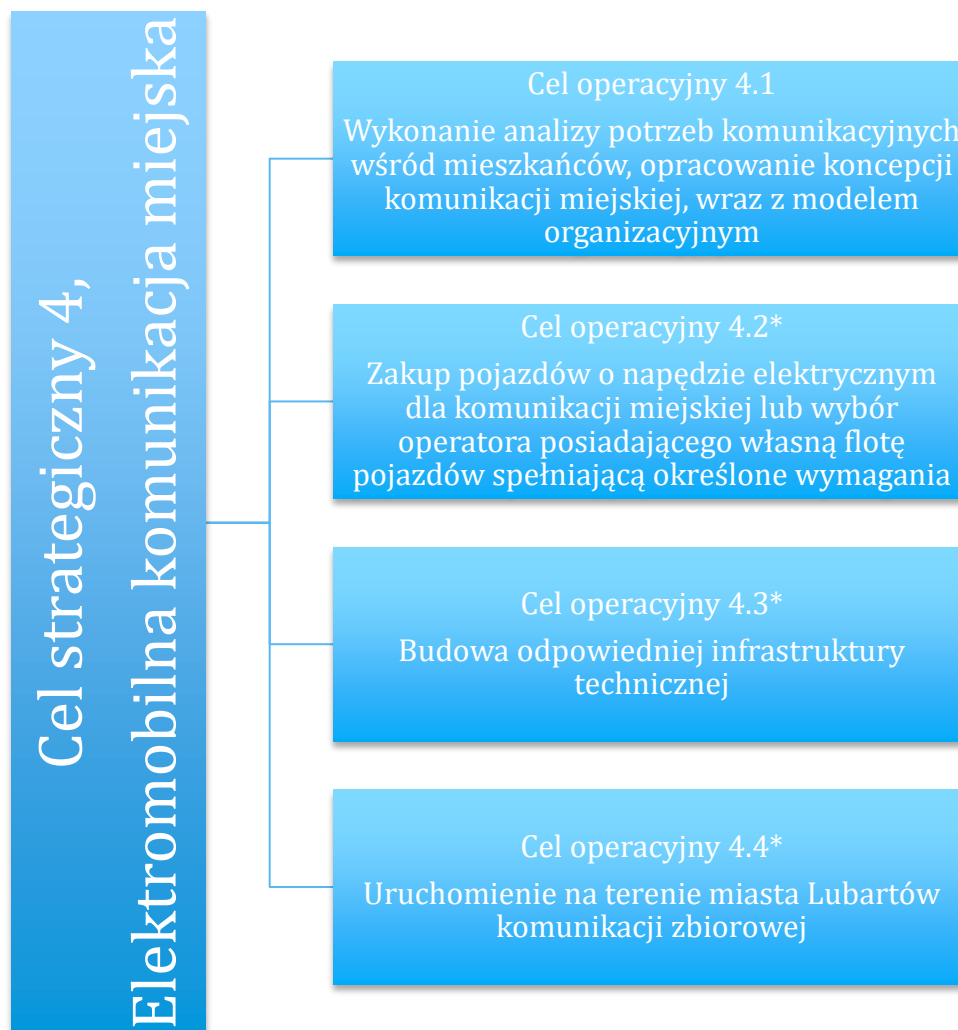 Cel strategiczny 4,
Elektromobilna komunikacja miejska
Cel operacyjny 4.1
Wykonanie analizy potrzeb komunikacyjnych
wśród mieszkańców, opracowanie koncepcji
komunikacji miejskiej, wraz z modelem
organizacyjnym
Cel operacyjny 4.2*
Zakup pojazdów o napędzie elektrycznym
dla komunikacji miejskiej lub wybór
operatora posiadającego własną flotę
pojazdów spełniającą określone wymagania
Cel operacyjny 4.3*
Budowa odpowiedniej infrastruktury
technicznej
Cel operacyjny 4.4*
Uruchomienie na terenie miasta Lubartów
komunikacji zbiorowej